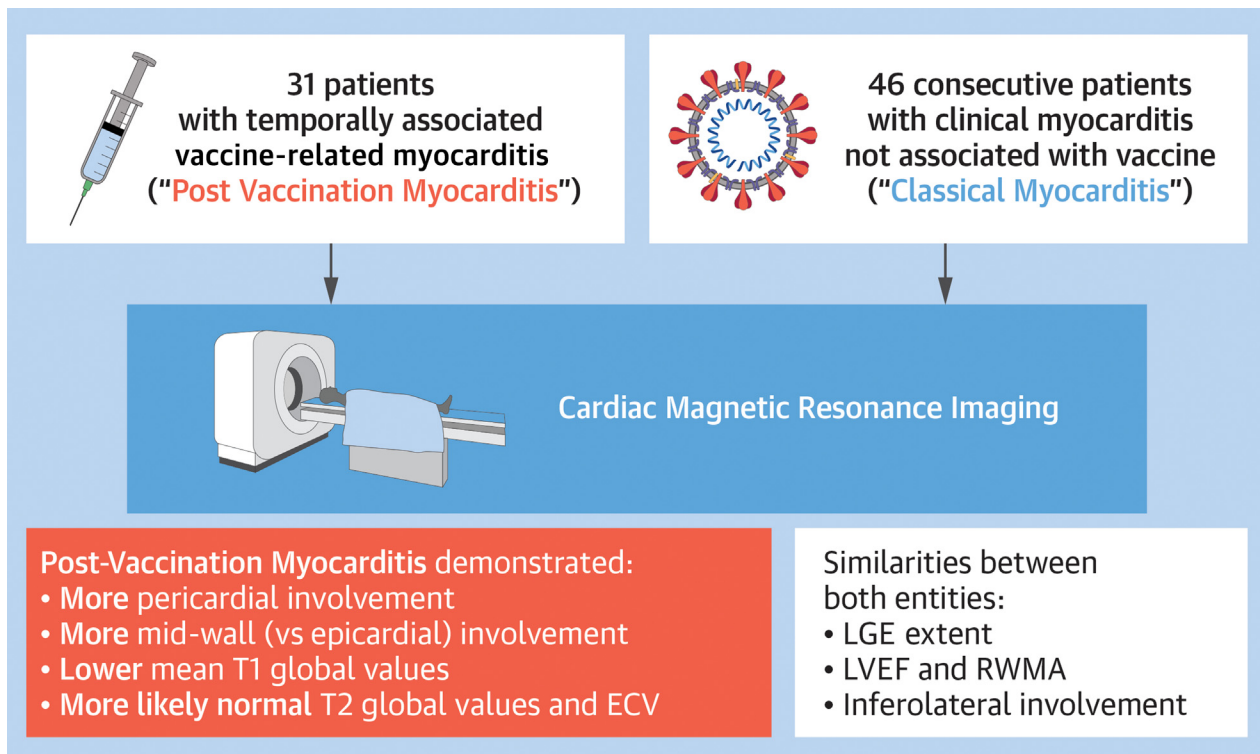 31 patients
with temporally associated
vaccine-related myocarditis
(“Post Vaccination Myocarditis”)
46 consecutive patients
with clinical myocarditis
not associated with vaccine
(“Classical Myocarditis”)
Cardiac Magnetic Resonance Imaging
Post-Vaccination Myocarditis demonstrated:
• More pericardial involvement
• More mid-wall (vs epicardial) involvement
• Lower mean T1 global values
• More likely normal T2 global values and ECV
Similarities between
both entities:
• LGE extent
• LVEF and RWMA
• Inferolateral involvement